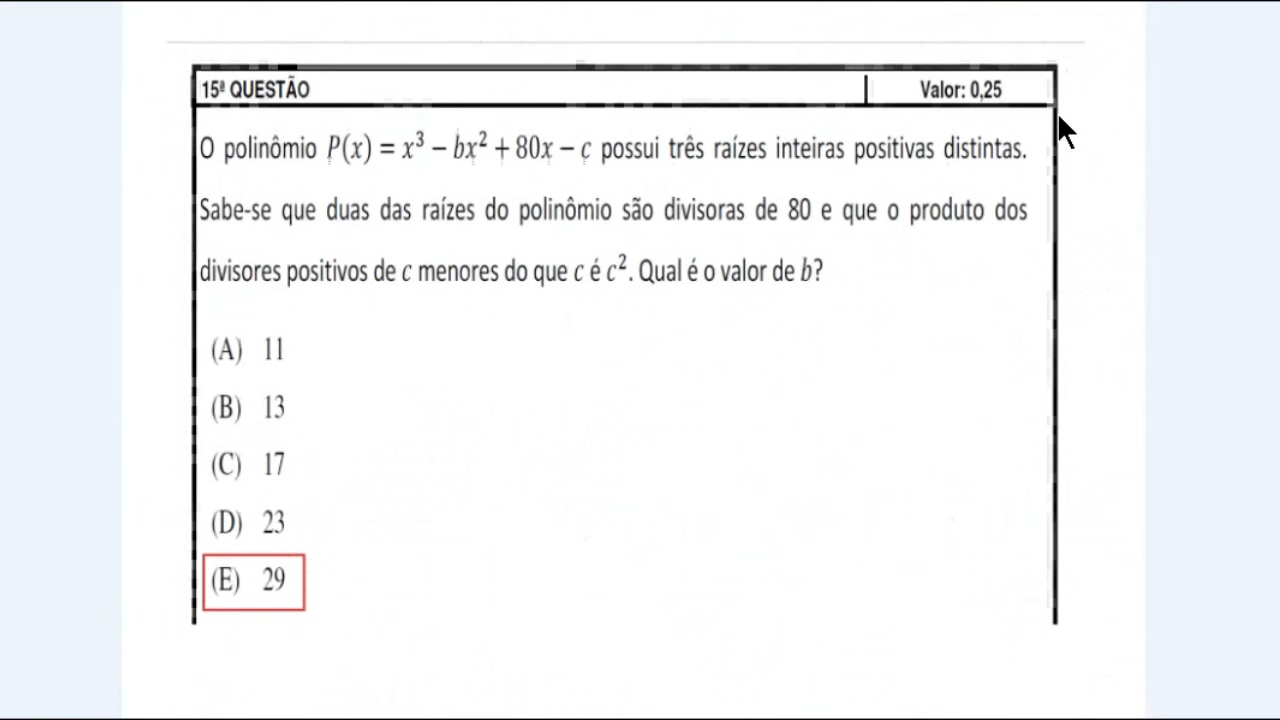 15ª QUESTÃO Valor: 0,25
O polinômio P(x) = x³ − bx² + 80x − c possui três raízes inteiras positivas distintas.
Sabe-se que duas das raízes do polinômio são divisoras de 80 e que o produto dos
divisores positivos de c menores do que c é c². Qual é o valor de b?
(A) 11
(B) 13
(C) 17
(D) 23
(E) 29